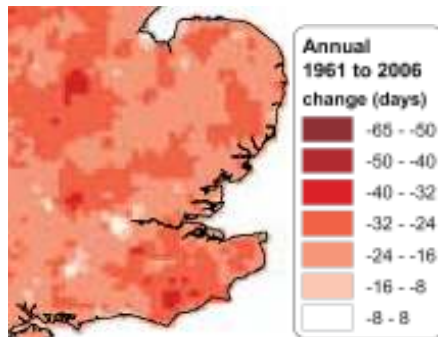 Annual
1961 to 2006
change (days)
-65 - -50
-50 - -40
-40 - -32
-32 - -24
-24 - -16
-16 - -8
-8 - 8